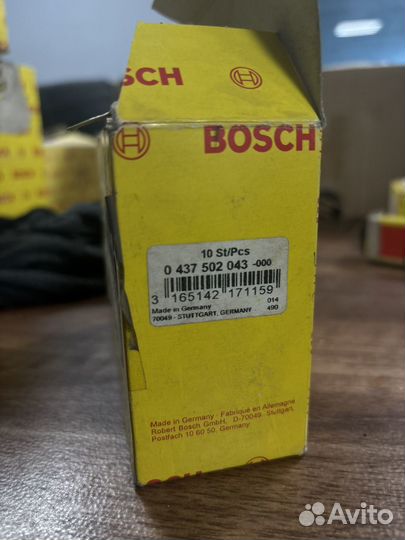 BOSCH
BOSCH
10 St/Pcs
0 437 502 043 -000
3 165142 171159
Made in Germany 014
70049 - STUTTGART, GERMANY 490
Made in Germany · Fabriqué en Allemagne
Robert Bosch GmbH, D-70049 Stuttgart,
Postfach 10 60 50, Germany
Avito